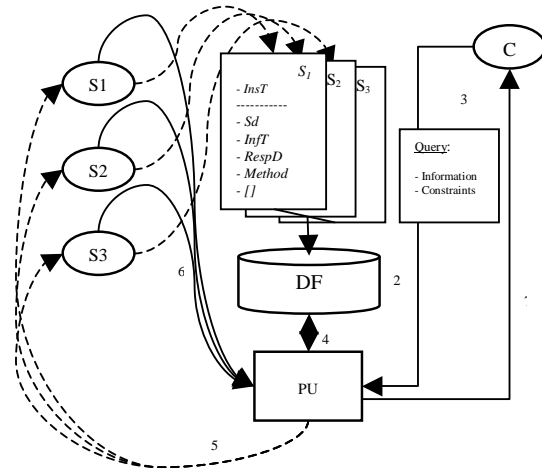 S1
S2
S3
S1
S2
S3
- InsT
-----------
- Sd
- InfT
- RespD
- Method
- []
C
3
Query:
- Information
- Constraints
DF
2
4
PU
6
5